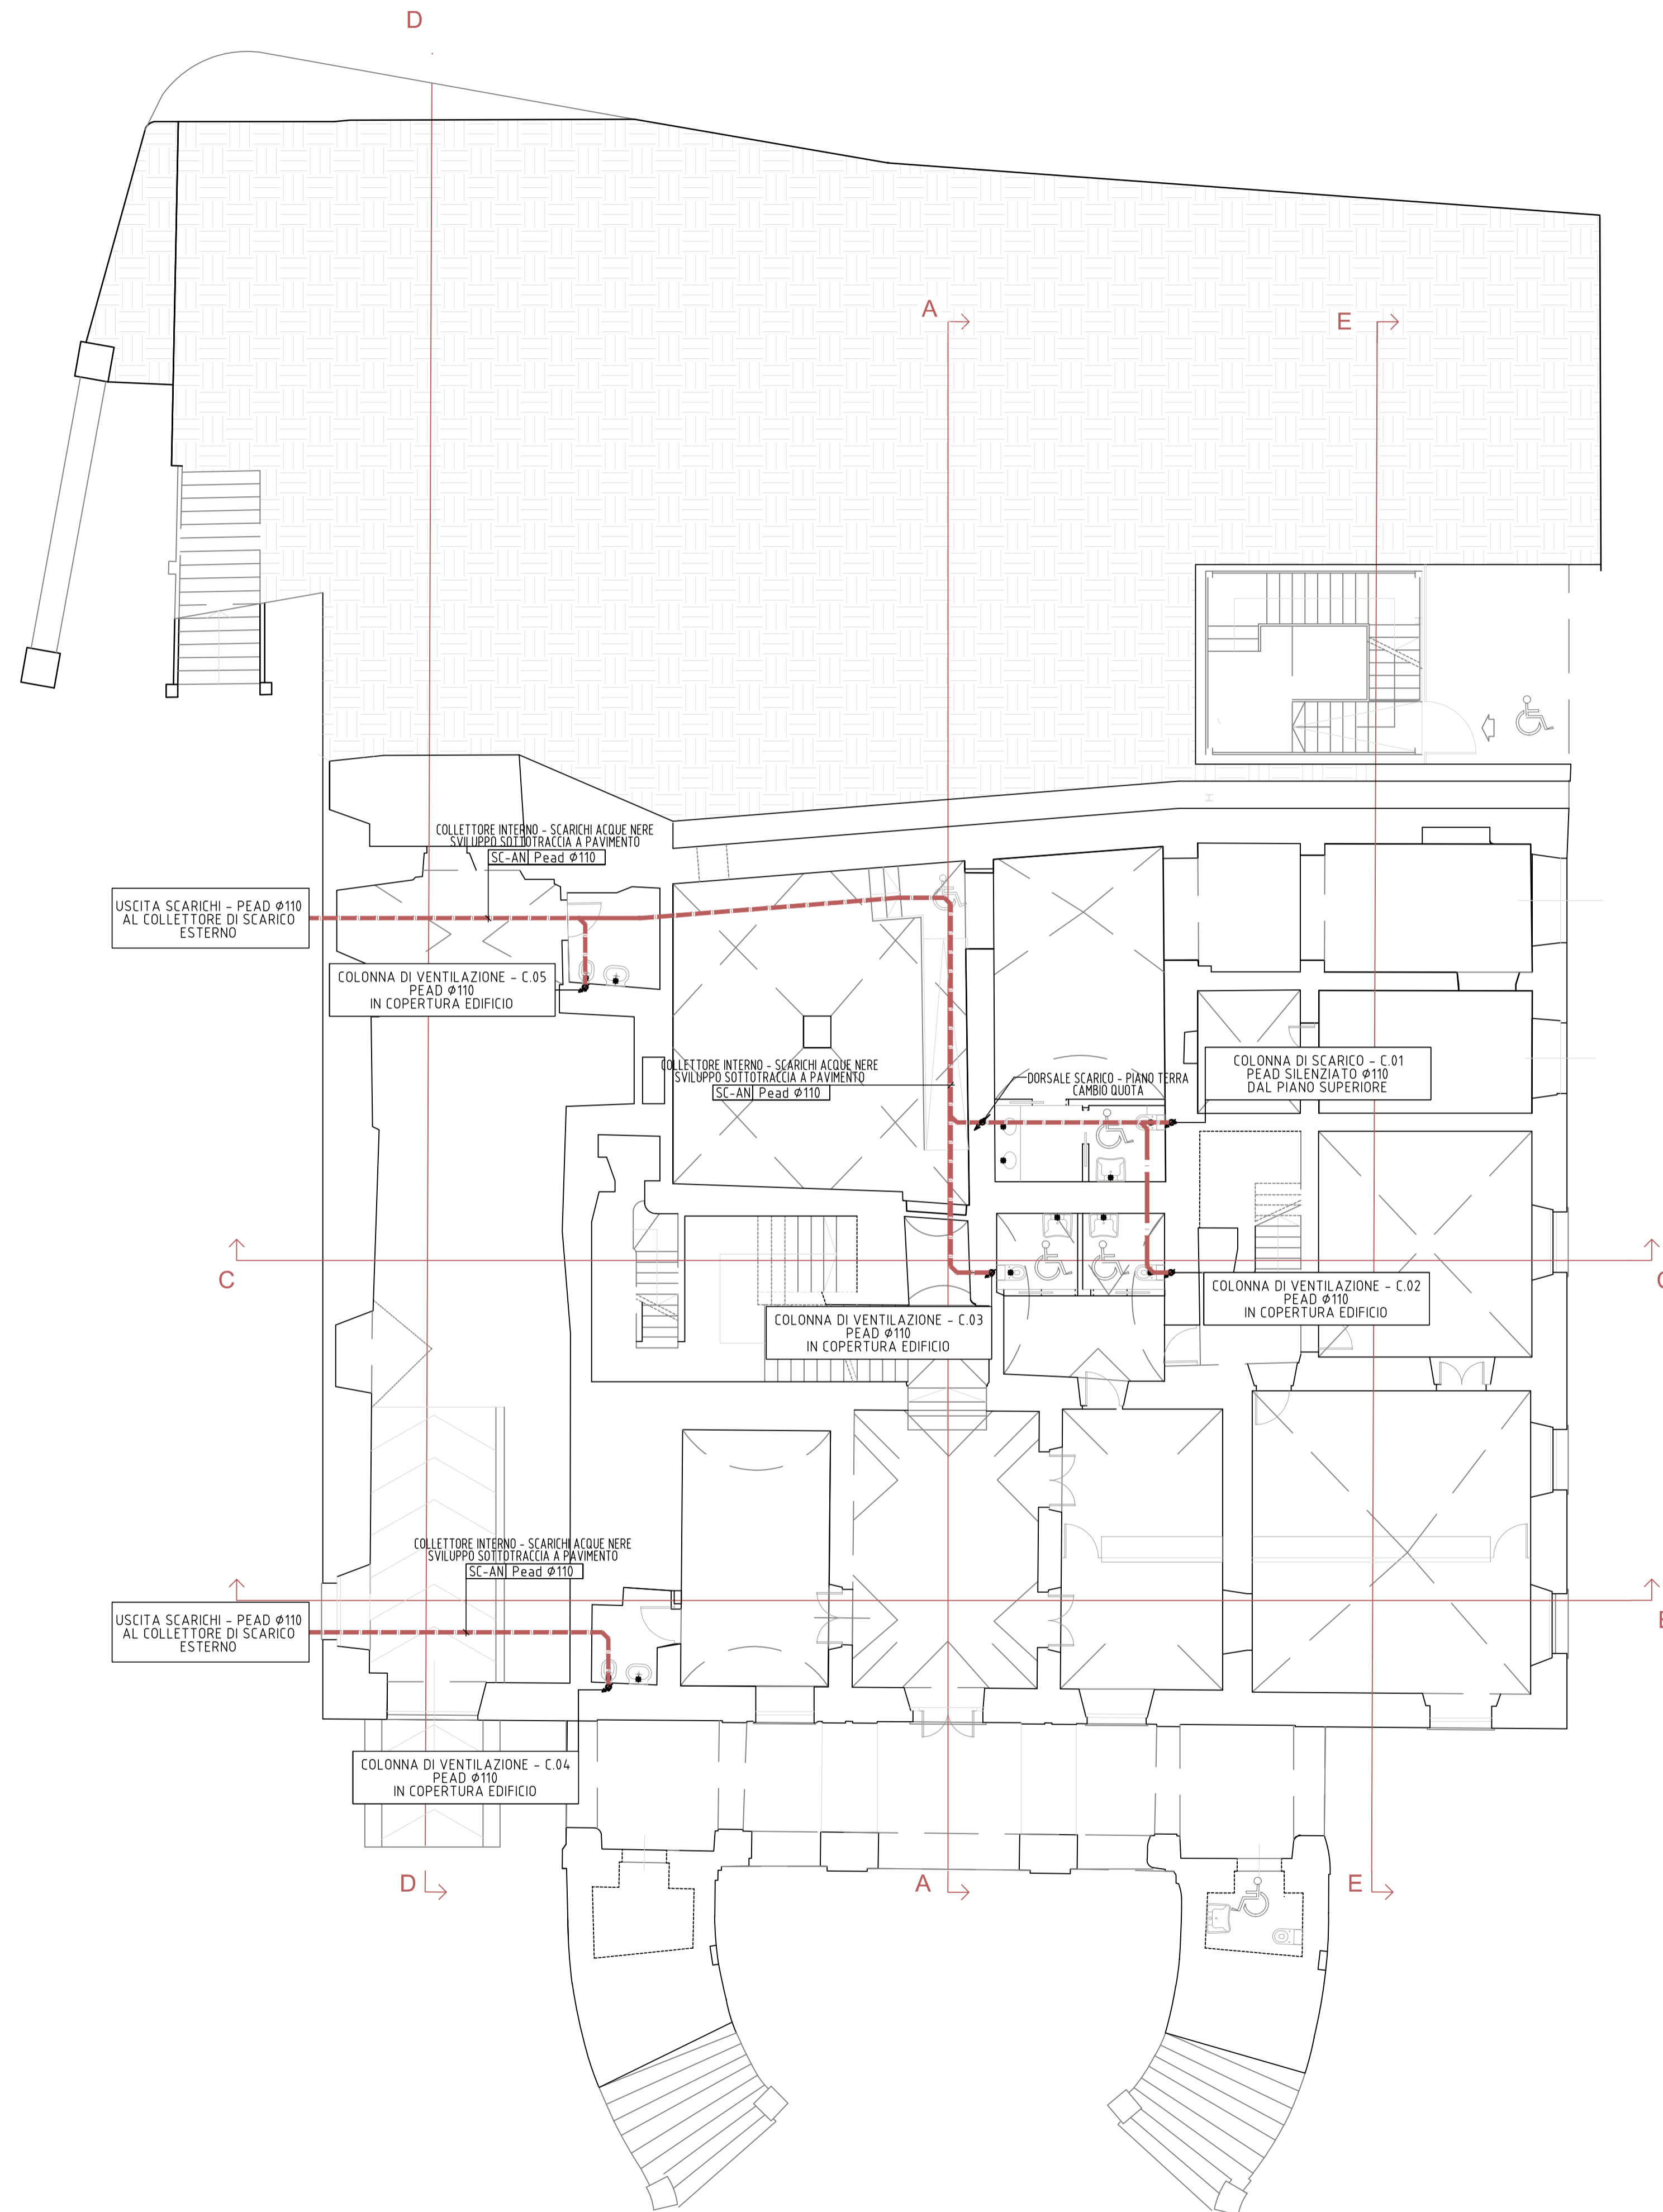 D
A
E
COLLETTORE INTERNO - SCARICHI ACQUE NERE
SVILUPPO SOTTOTRACCIA A PAVIMENTO
SC-AN Pead Ø110
USCITA SCARICHI - PEAD Ø110
AL COLLETTORE DI SCARICO
ESTERNO
COLONNA DI VENTILAZIONE - C.05
PEAD Ø110
IN COPERTURA EDIFICIO
COLLETTORE INTERNO - SCARICHI ACQUE NERE
SVILUPPO SOTTOTRACCIA A PAVIMENTO
SC-AN Pead Ø110
DORSALE SCARICO - PIANO TERRA
CAMBIO QUOTA
COLONNA DI SCARICO - C.01
PEAD SILENZIATO Ø110
DAL PIANO SUPERIORE
C
C
COLONNA DI VENTILAZIONE - C.02
PEAD Ø110
IN COPERTURA EDIFICIO
COLONNA DI VENTILAZIONE - C.03
PEAD Ø110
IN COPERTURA EDIFICIO
COLLETTORE INTERNO - SCARICHI ACQUE NERE
SVILUPPO SOTTOTRACCIA A PAVIMENTO
SC-AN Pead Ø110
USCITA SCARICHI - PEAD Ø110
AL COLLETTORE DI SCARICO
ESTERNO
COLONNA DI VENTILAZIONE - C.04
PEAD Ø110
IN COPERTURA EDIFICIO
D
A
E